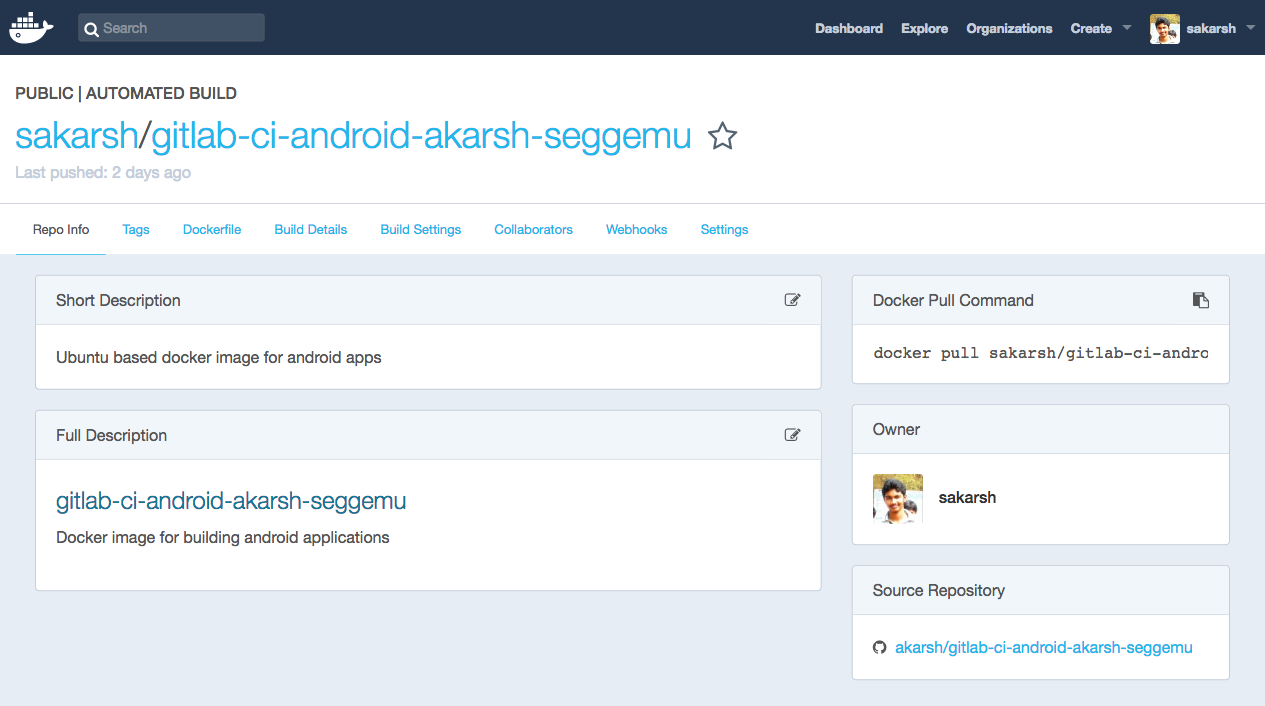 Search
Dashboard Explore Organizations Create sakarsh
PUBLIC | AUTOMATED BUILD
sakarsh/gitlab-ci-android-akarsh-seggemu
Last pushed: 2 days ago
Repo Info Tags Dockerfile Build Details Build Settings Collaborators Webhooks Settings
Short Description
Ubuntu based docker image for android apps
Full Description
gitlab-ci-android-akarsh-seggemu
Docker image for building android applications
Docker Pull Command
docker pull sakarsh/gitlab-ci-andro
Owner
sakarsh
Source Repository
akarsh/gitlab-ci-android-akarsh-seggemu